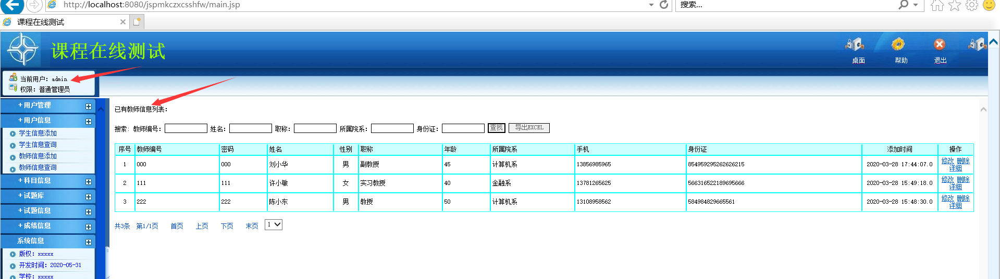 http://localhost:8080/jspmkczxcsshfw/main.jsp
搜索...
课程在线测试
课程在线测试
桌面 帮助 退出
当前用户：admin
权限：普通管理员
+用户管理
+用户信息
学生信息添加
学生信息查询
教师信息添加
教师信息查询
+科目信息
+试题库
+试题信息
+成绩信息
系统信息
版权：xxxxx
开发时间：2020-05-31
学校：xxxxx
已有教师信息列表：
搜索：教师编号： 姓名： 职称： 所属院系： 身份证： 查找 导出EXCEL
序号 教师编号 密码 姓名 性别 职称 年龄 所属院系 手机 身份证 添加时间 操作
1 000 000 刘小华 男 副教授 45 计算机系 13856985965 854959295262626215 2020-03-28 17:44:07.0 修改 删除
详细
2 111 111 许小敏 女 实习教授 40 金融系 13781265625 566316522189695666 2020-03-28 15:49:18.0 修改 删除
详细
3 222 222 陈小东 男 教授 50 计算机系 13108958562 584984829665561 2020-03-28 15:48:30.0 修改 删除
详细
共3条 第1/1页 首页 上页 下页 末页 1